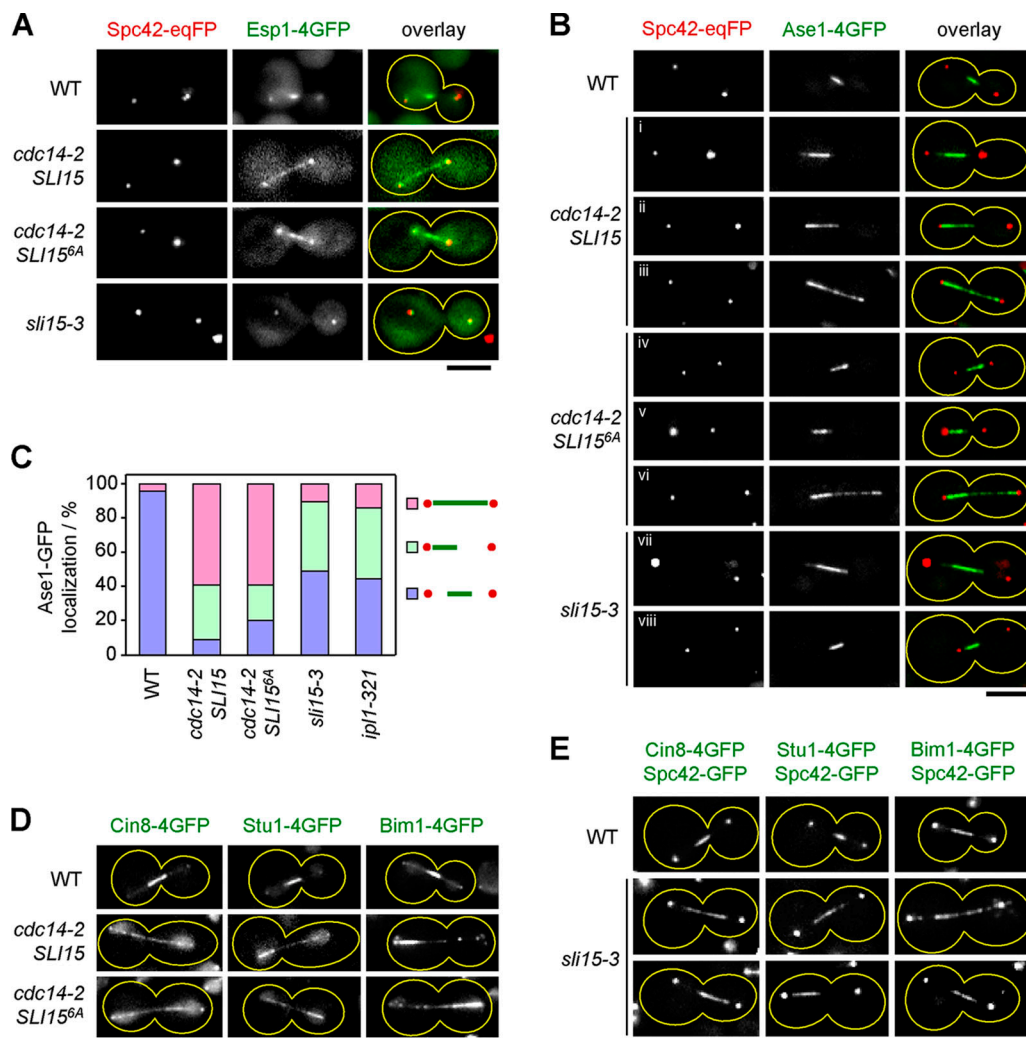 A
Spc42-eqFP Esp1-4GFP overlay
WT
cdc14-2
SLI15
cdc14-2
SLI15^6A
sli15-3
B
Spc42-eqFP Ase1-4GFP overlay
WT
i
cdc14-2
SLI15
ii
iii
iv
cdc14-2
SLI15^6A
v
vi
vii
sli15-3
viii
C
Ase1-GFP
localization / %
100
80
60
40
20
0
WT
cdc14-2
SLI15
cdc14-2
SLI15^6A
sli15-3
ipl1-321
D
Cin8-4GFP Stu1-4GFP Bim1-4GFP
WT
cdc14-2
SLI15
cdc14-2
SLI15^6A
E
Cin8-4GFP Stu1-4GFP Bim1-4GFP
Spc42-GFP Spc42-GFP Spc42-GFP
WT
sli15-3